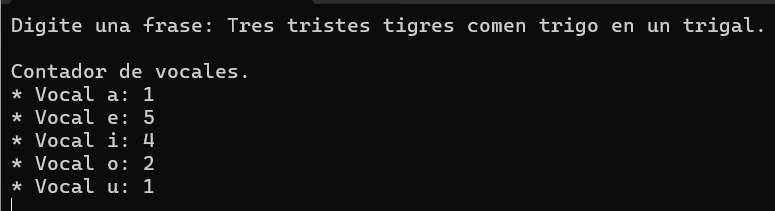 Digite una frase: Tres tristes tigres comen trigo en un trigal.
Contador de vocales.
* Vocal a: 1
* Vocal e: 5
* Vocal i: 4
* Vocal o: 2
* Vocal u: 1